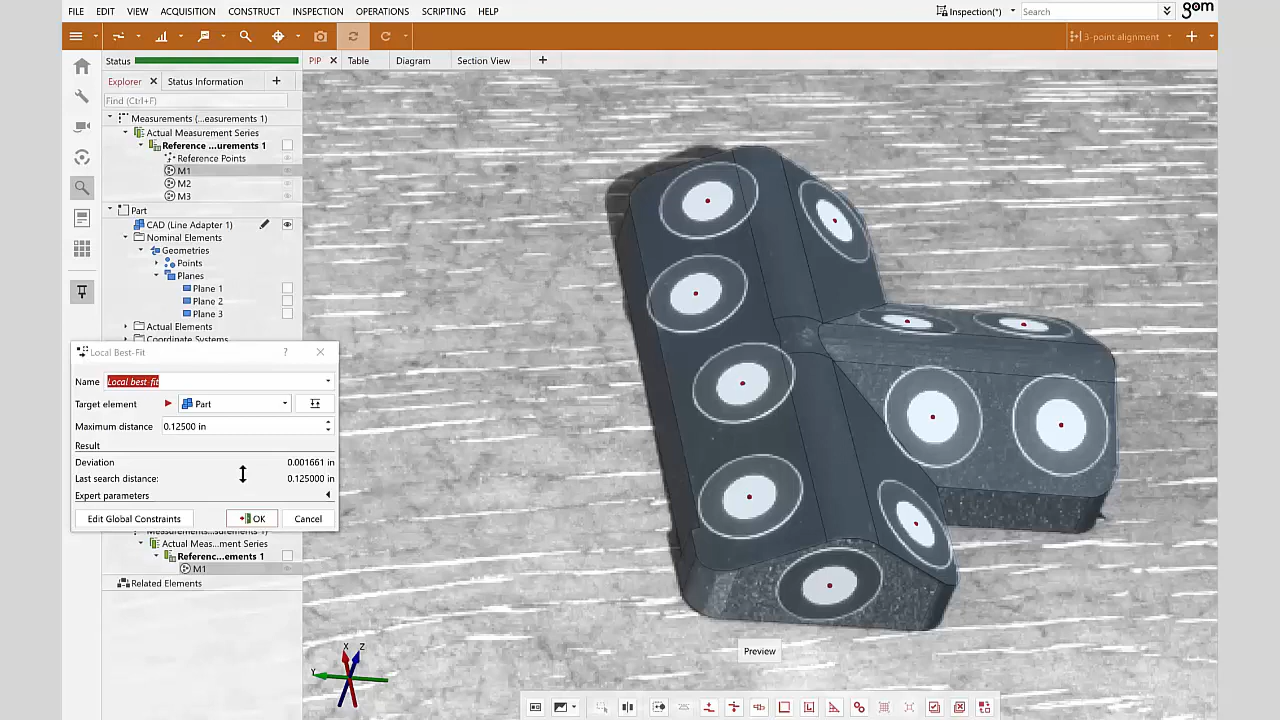 FILE EDIT VIEW ACQUISITION CONSTRUCT INSPECTION OPERATIONS SCRIPTING HELP Inspection(*) Search gom
3-point alignment
Status PiP Table Diagram Section View
Explorer Status Information
Find (Ctrl+F)
Measurements (...easurements 1)
Actual Measurement Series
Reference ...urements 1
Reference Points
M1
M2
M3
Part
CAD (Line Adapter 1)
Nominal Elements
Geometries
Points
Planes
Plane 1
Plane 2
Plane 3
Actual Elements
Coordinate Systems
Local Best-Fit ?
Name Local best-fit
Target element Part
Maximum distance 0.12500 in
Result
Deviation 0.001661 in
Last search distance: 0.125000 in
Expert parameters
Edit Global Constraints OK Cancel
Actual Meas...ment Series
Referenc...ements 1
M1
Related Elements
Preview
X Z
Y